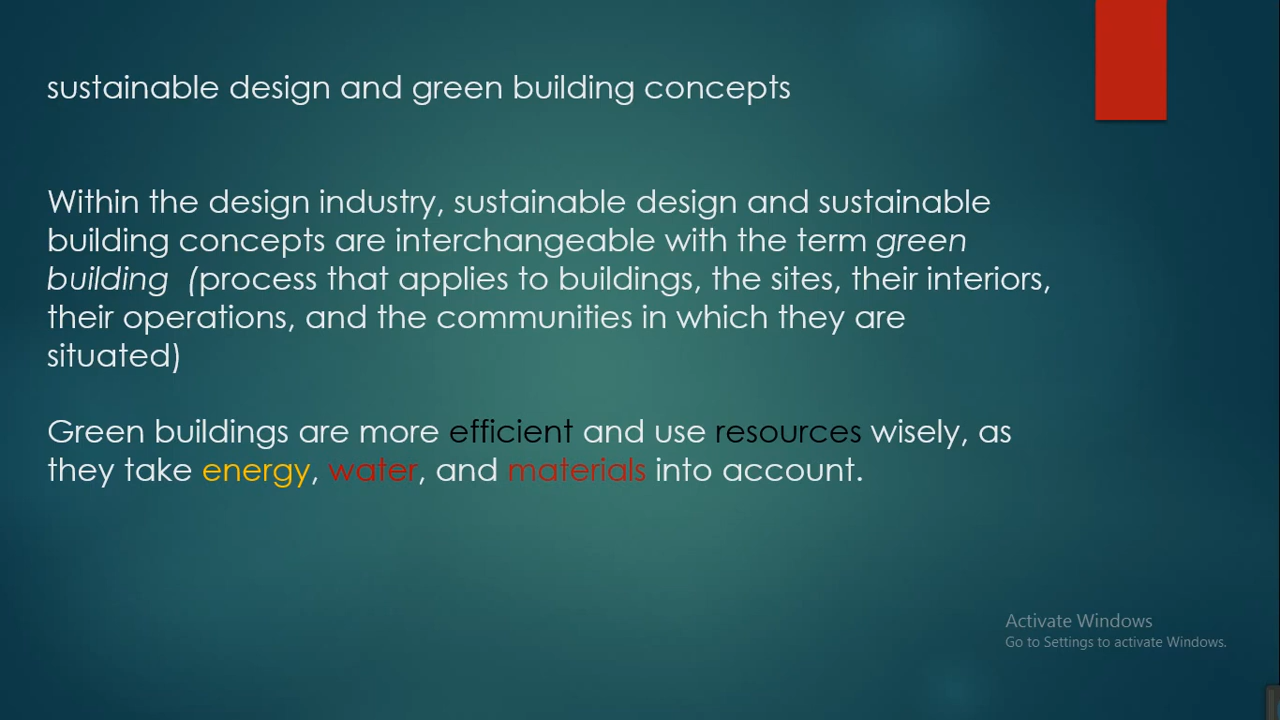 sustainable design and green building concepts
Within the design industry, sustainable design and sustainable
building concepts are interchangeable with the term green
building (process that applies to buildings, the sites, their interiors,
their operations, and the communities in which they are
situated)
Green buildings are more efficient and use resources wisely, as
they take energy, water, and materials into account.
Activate Windows
Go to Settings to activate Windows.